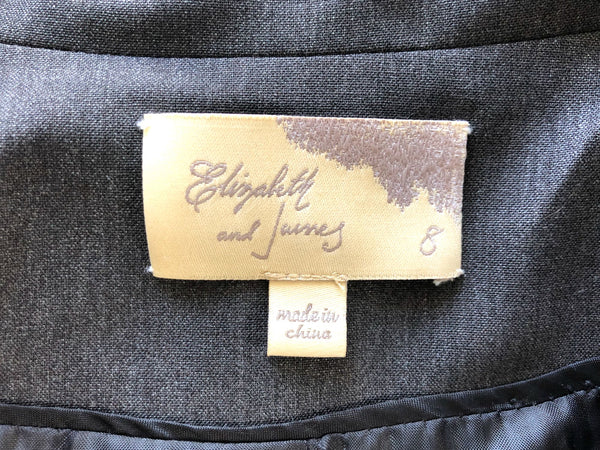 Elizabeth
and James
8
made in
china